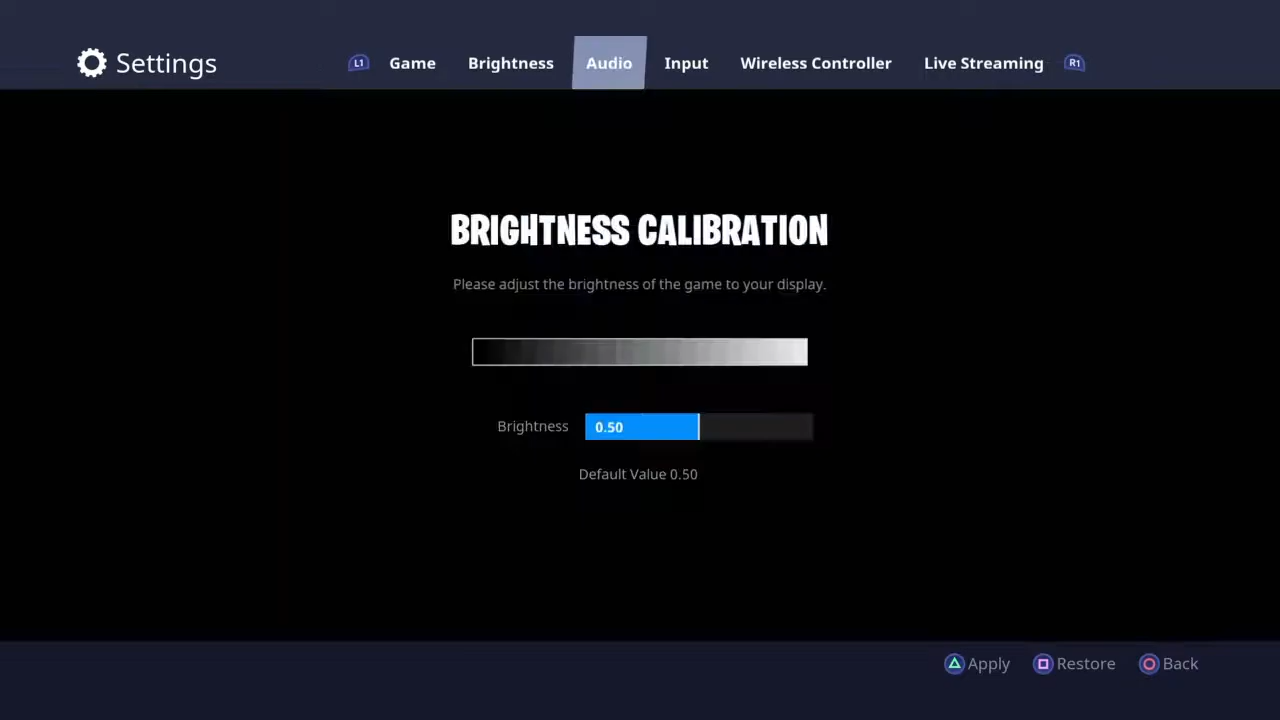 Settings
L1 Game Brightness Audio Input Wireless Controller Live Streaming R1
BRIGHTNESS CALIBRATION
Please adjust the brightness of the game to your display.
Brightness 0.50
Default Value 0.50
Apply Restore Back